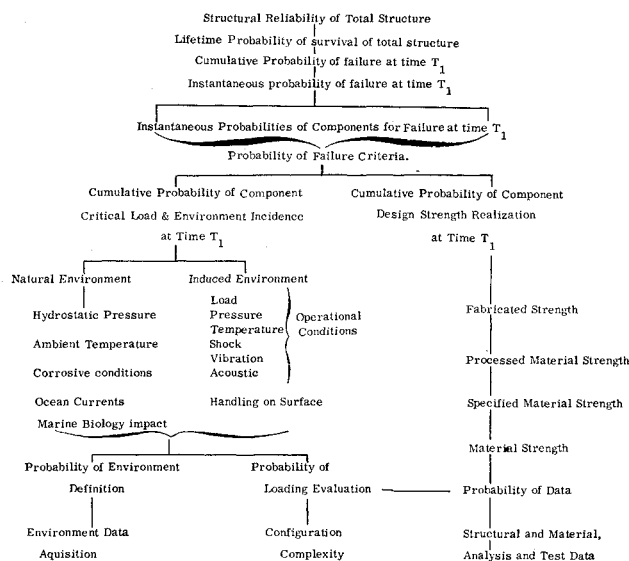 Structural Reliability of Total Structure
Lifetime Probability of survival of total structure
Cumulative Probability of failure at time T1
Instantaneous probability of failure at time T1
Instantaneous Probabilities of Components for Failure at time T1
Probability of Failure Criteria.
Cumulative Probability of Component
Critical Load & Environment Incidence
at Time T1
Cumulative Probability of Component
Design Strength Realization
at Time T1
Natural Environment
Hydrostatic Pressure
Ambient Temperature
Corrosive conditions
Ocean Currents
Marine Biology impact
Induced Environment
Load
Pressure
Temperature
Shock
Vibration
Acoustic
Operational
Conditions
Handling on Surface
Fabricated Strength
Processed Material Strength
Specified Material Strength
Material Strength
Probability of Environment
Definition
Probability of
Loading Evaluation
Probability of Data
Environment Data
Aquisition
Configuration
Complexity
Structural and Material,
Analysis and Test Data